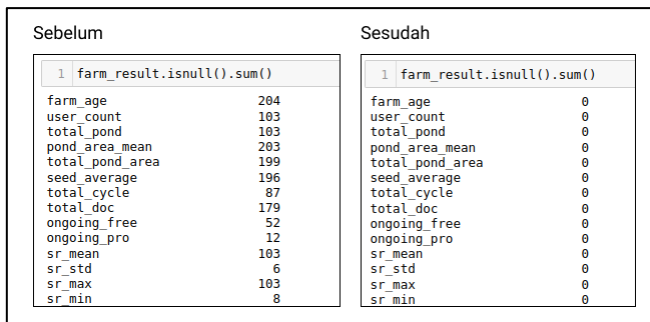 Sebelum
1 farm_result.isnull().sum()
farm_age 204
user_count 103
total_pond 103
pond_area_mean 203
total_pond_area 199
seed_average 196
total_cycle 87
total_doc 179
ongoing_free 52
ongoing_pro 12
sr_mean 103
sr_std 6
sr_max 103
sr_min 8
Sesudah
1 farm_result.isnull().sum()
farm_age 0
user_count 0
total_pond 0
pond_area_mean 0
total_pond_area 0
seed_average 0
total_cycle 0
total_doc 0
ongoing_free 0
ongoing_pro 0
sr_mean 0
sr_std 0
sr_max 0
sr_min 0